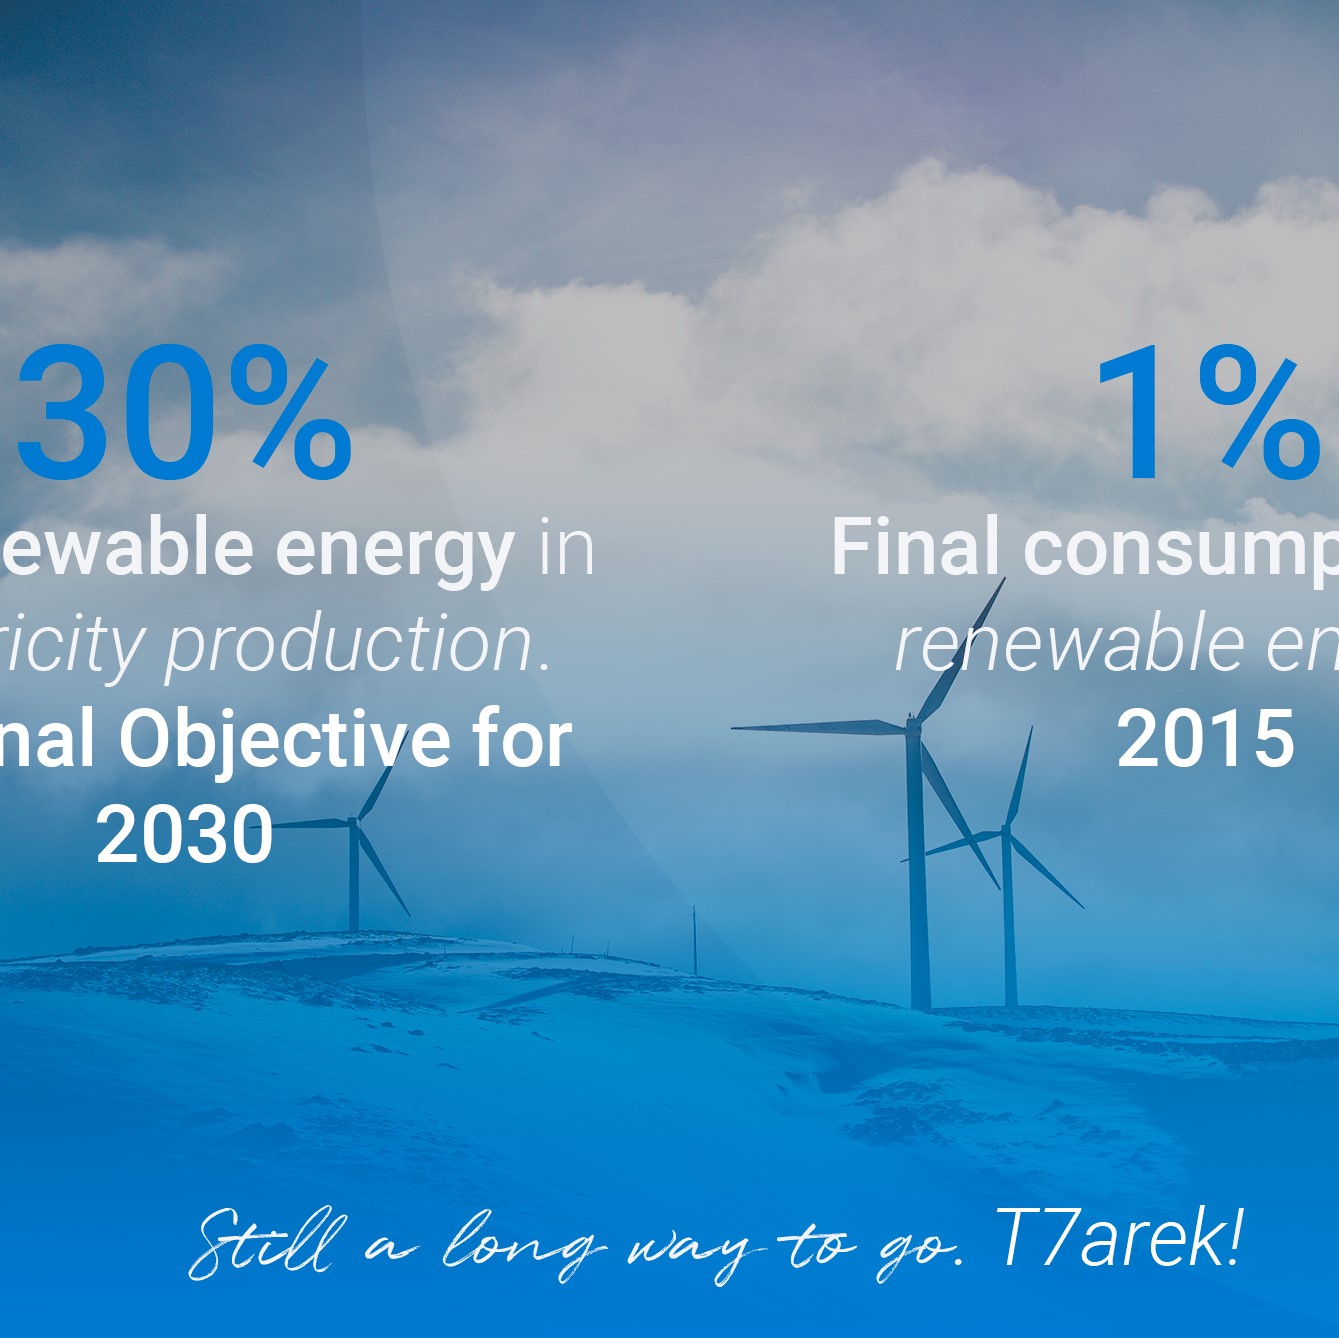 30%
ewable energy in
ricity production.
nal Objective for
2030
1%
Final consump
renewable en
2015
Still a long way to go. T7arek!